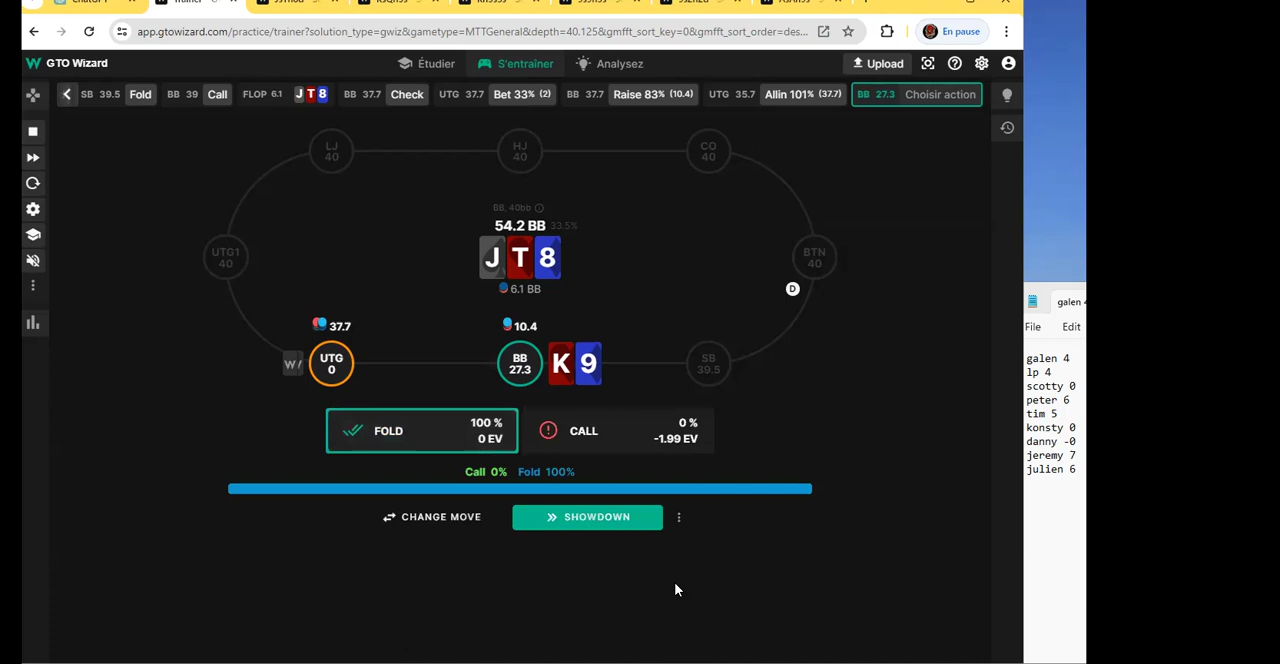 ChatGPT
Trainer
app.gtowizard.com/practice/trainer?solution_type=gwiz&gametype=MTTGeneral&depth=40.125&gmfft_sort_key=0&gmfft_sort_order=des...
En pause
GTO Wizard
Étudier
S'entraîner
Analysez
Upload
SB 39.5 Fold BB 39 Call FLOP 6.1 J T 8 BB 37.7 Check UTG 37.7 Bet 33% (2) BB 37.7 Raise 83% (10.4) UTG 35.7 Allin 101% (37.7) BB 27.3 Choisir action
LJ
40
HJ
40
CO
40
BB, 40bb
54.2 BB 33.5%
UTG1
40
J T 8
BTN
40
6.1 BB
D
37.7
10.4
UTG
0
BB
27.3
K 9
SB
39.5
FOLD
100 %
0 EV
CALL
0 %
-1.99 EV
Call 0% Fold 100%
CHANGE MOVE
SHOWDOWN
galen 4
File Edit
galen 4
lp 4
scotty 0
peter 6
tim 5
konsty 0
danny -0
jeremy 7
julien 6